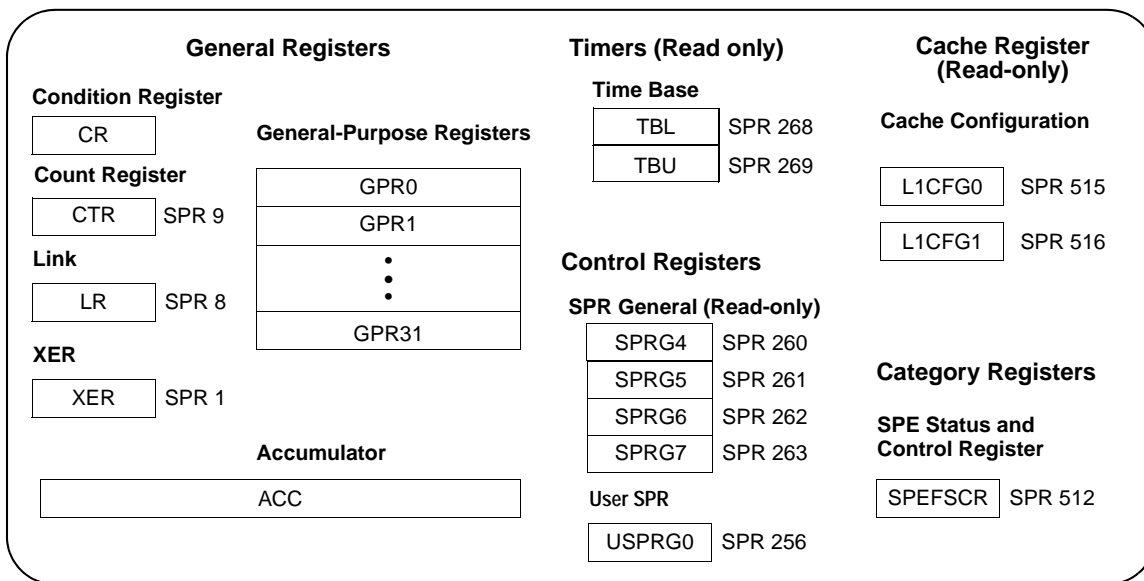 General Registers
Condition Register
CR
Count Register
CTR SPR 9
Link
LR SPR 8
XER
XER SPR 1
General-Purpose Registers
GPR0
GPR1
GPR31
Accumulator
ACC
Timers (Read only)
Time Base
TBL SPR 268
TBU SPR 269
Control Registers
SPR General (Read-only)
SPRG4 SPR 260
SPRG5 SPR 261
SPRG6 SPR 262
SPRG7 SPR 263
User SPR
USPRG0 SPR 256
Cache Register
(Read-only)
Cache Configuration
L1CFG0 SPR 515
L1CFG1 SPR 516
Category Registers
SPE Status and
Control Register
SPEFSCR SPR 512